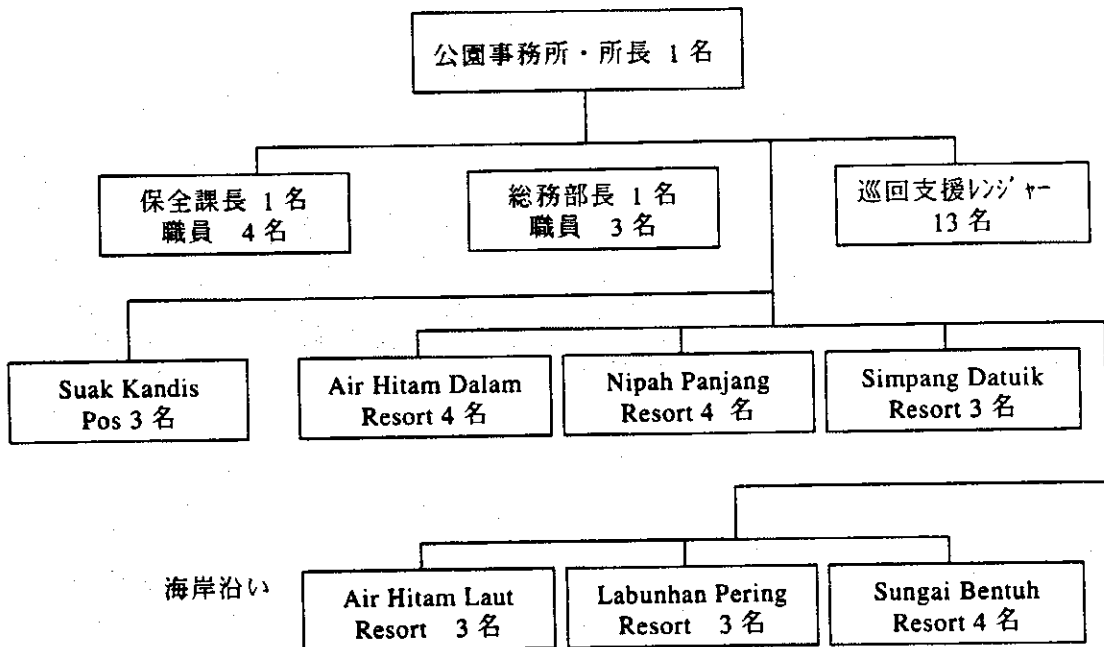 公園事務所・所長 1 名
保全課長 1 名
職員 4 名
総務部長 1 名
職員 3 名
巡回支援ﾚﾝｼﾞｬｰ
13 名
Suak Kandis
Pos 3 名
Air Hitam Dalam
Resort 4 名
Nipah Panjang
Resort 4 名
Simpang Datuik
Resort 3 名
海岸沿い
Air Hitam Laut
Resort 3 名
Labunhan Pering
Resort 3 名
Sungai Bentuh
Resort 4 名